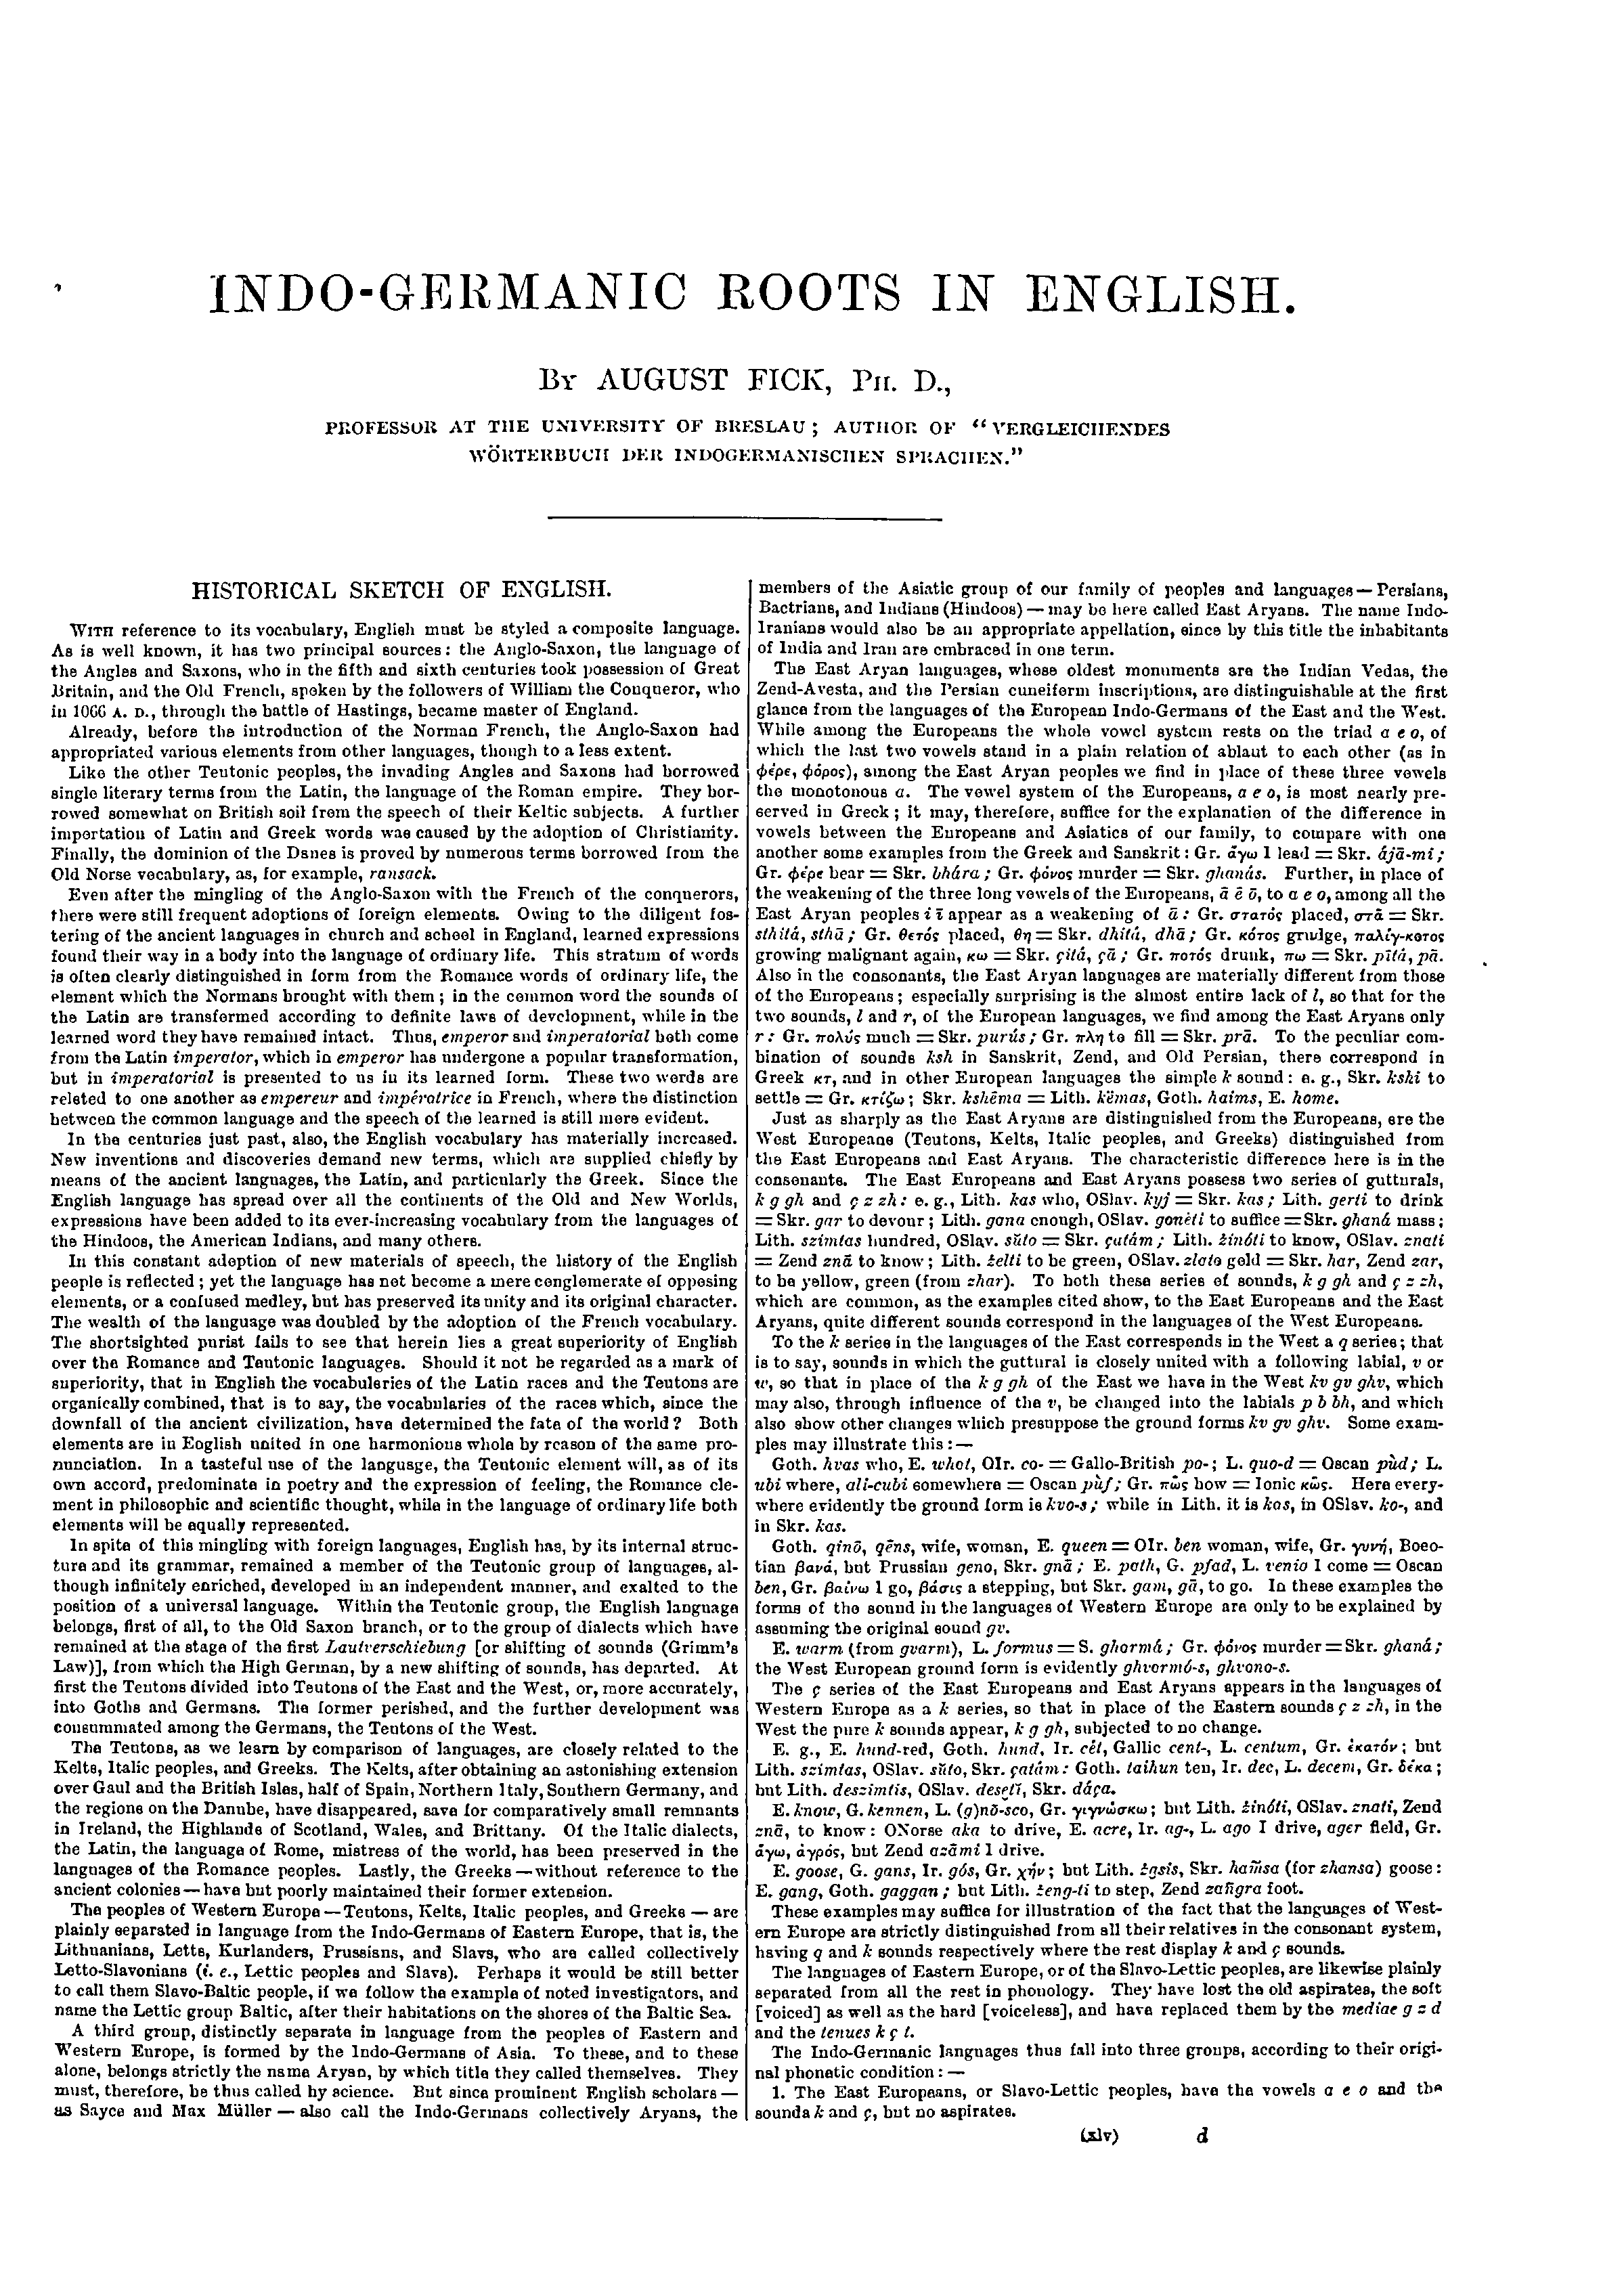 INDO-GERMANIC ROOTS IN ENGLISH.
BY AUGUST FICK, PH. D.,
PROFESSOR AT THE UNIVERSITY OF BRESLAU; AUTHOR OF “VERGLEICHENDES
WÖRTERBUCH DER INDOGERMANISCHEN SPRACHEN.”
HISTORICAL SKETCH OF ENGLISH.
WITH reference to its vocabulary, English must be styled a composite language.
As is well known, it has two principal sources: the Anglo-Saxon, the language of
the Angles and Saxons, who in the fifth and sixth centuries took possession of Great
Britain, and the Old French, spoken by the followers of William the Conqueror, who
in 1066 A. D., through the battle of Hastings, became master of England.
Already, before the introduction of the Norman French, the Anglo-Saxon had
appropriated various elements from other languages, though to a less extent.
Like the other Teutonic peoples, the invading Angles and Saxons had borrowed
single literary terms from the Latin, the language of the Roman empire. They bor-
rowed somewhat on British soil from the speech of their Keltic subjects. A further
importation of Latin and Greek words was caused by the adoption of Christianity.
Finally, the dominion of the Danes is proved by numerous terms borrowed from the
Old Norse vocabulary, as, for example, ransack.
Even after the mingling of the Anglo-Saxon with the French of the conquerors,
there were still frequent adoptions of foreign elements. Owing to the diligent fos-
tering of the ancient languages in church and school in England, learned expressions
found their way in a body into the language of ordinary life. This stratum of words
is often clearly distinguished in form from the Romance words of ordinary life, the
element which the Normans brought with them; in the common word the sounds of
the Latin are transformed according to definite laws of development, while in the
learned word they have remained intact. Thus, emperor and imperatorial both come
from the Latin imperator, which in emperor has undergone a popular transformation,
but in imperatorial is presented to us in its learned form. These two words are
related to one another as empereur and impératrice in French, where the distinction
between the common language and the speech of the learned is still more evident.
In the centuries just past, also, the English vocabulary has materially increased.
New inventions and discoveries demand new terms, which are supplied chiefly by
means of the ancient languages, the Latin, and particularly the Greek. Since the
English language has spread over all the continents of the Old and New Worlds,
expressions have been added to its ever-increasing vocabulary from the languages of
the Hindoos, the American Indians, and many others.
In this constant adoption of new materials of speech, the history of the English
people is reflected; yet the language has not become a mere conglomerate of opposing
elements, or a confused medley, but has preserved its unity and its original character.
The wealth of the language was doubled by the adoption of the French vocabulary.
The shortsighted purist fails to see that herein lies a great superiority of English
over the Romance and Teutonic languages. Should it not be regarded as a mark of
superiority, that in English the vocabularies of the Latin races and the Teutons are
organically combined, that is to say, the vocabularies of the races which, since the
downfall of the ancient civilization, have determined the fate of the world? Both
elements are in English united in one harmonious whole by reason of the same pro-
nunciation. In a tasteful use of the language, the Teutonic element will, as of its
own accord, predominate in poetry and the expression of feeling, the Romance ele-
ment in philosophic and scientific thought, while in the language of ordinary life both
elements will be equally represented.
In spite of this mingling with foreign languages, English has, by its internal struc-
ture and its grammar, remained a member of the Teutonic group of languages, al-
though infinitely enriched, developed in an independent manner, and exalted to the
position of a universal language. Within the Teutonic group, the English language
belongs, first of all, to the Old Saxon branch, or to the group of dialects which have
remained at the stage of the first Lautverschiebung [or shifting of sounds (Grimm's
Law)], from which the High German, by a new shifting of sounds, has departed. At
first the Teutons divided into Teutons of the East and the West, or, more accurately,
into Goths and Germans. The former perished, and the further development was
consummated among the Germans, the Teutons of the West.
The Teutons, as we learn by comparison of languages, are closely related to the
Kelts, Italic peoples, and Greeks. The Kelts, after obtaining an astonishing extension
over Gaul and the British Isles, half of Spain, Northern Italy, Southern Germany, and
the regions on the Danube, have disappeared, save for comparatively small remnants
in Ireland, the Highlands of Scotland, Wales, and Brittany. Of the Italic dialects,
the Latin, the language of Rome, mistress of the world, has been preserved in the
languages of the Romance peoples. Lastly, the Greeks — without reference to the
ancient colonies — have but poorly maintained their former extension.
The peoples of Western Europe — Teutons, Kelts, Italic peoples, and Greeks — are
plainly separated in language from the Indo-Germans of Eastern Europe, that is, the
Lithuanians, Letts, Kurlanders, Prussians, and Slavs, who are called collectively
Letto-Slavonians (i. e., Lettic peoples and Slavs). Perhaps it would be still better
to call them Slavo-Baltic people, if we follow the example of noted investigators, and
name the Lettic group Baltic, after their habitations on the shores of the Baltic Sea.
A third group, distinctly separate in language from the peoples of Eastern and
Western Europe, is formed by the Indo-Germans of Asia. To these, and to these
alone, belongs strictly the name Aryan, by which title they called themselves. They
must, therefore, be thus called by science. But since prominent English scholars —
as Sayce and Max Müller — also call the Indo-Germans collectively Aryans, the
members of the Asiatic group of our family of peoples and languages — Persians,
Bactrians, and Indians (Hindoos) — may be here called East Aryans. The name Indo-
Iranians would also be an appropriate appellation, since by this title the inhabitants
of India and Iran are embraced in one term.
The East Aryan languages, whose oldest monuments are the Indian Vedas, the
Zend-Avesta, and the Persian cuneiform inscriptions, are distinguishable at the first
glance from the languages of the European Indo-Germans of the East and the West.
While among the Europeans the whole vowel system rests on the triad a e o, of
which the last two vowels stand in a plain relation of ablaut to each other (as in
φέρε, φόρος), among the East Aryan peoples we find in place of these three vowels
the monotonous a. The vowel system of the Europeans, a e o, is most nearly pre-
served in Greek; it may, therefore, suffice for the explanation of the difference in
vowels between the Europeans and Asiatics of our family, to compare with one
another some examples from the Greek and Sanskrit: Gr. ἄγω I lead = Skr. ájā-mi;
Gr. φέρε bear = Skr. bhára; Gr. φόνος murder = Skr. ghanás. Further, in place of
the weakening of the three long vowels of the Europeans, ā ē ō, to a e o, among all the
East Aryan peoples i ī appear as a weakening of ā: Gr. στατός placed, στᾱ = Skr.
sthitá, sthā; Gr. θετός placed, θη = Skr. dhitá, dhā; Gr. κότος grudge, παλίγ-κοτος
growing malignant again, κω = Skr. çitá, çā; Gr. ποτός drunk, πω = Skr. pītá, pā.
Also in the consonants, the East Aryan languages are materially different from those
of the Europeans; especially surprising is the almost entire lack of l, so that for the
two sounds, l and r, of the European languages, we find among the East Aryans only
r: Gr. πολύς much = Skr. purús; Gr. πλη to fill = Skr. prā. To the peculiar com-
bination of sounds ksh in Sanskrit, Zend, and Old Persian, there correspond in
Greek κτ, and in other European languages the simple k sound: e. g., Skr. kshi to
settle = Gr. κτίζω; Skr. kshēma = Lith. këmas, Goth. haims, E. home.
Just as sharply as the East Aryans are distinguished from the Europeans, are the
West Europeans (Teutons, Kelts, Italic peoples, and Greeks) distinguished from
the East Europeans and East Aryans. The characteristic difference here is in the
consonants. The East Europeans and East Aryans possess two series of gutturals,
k g gh and ç z zh: e. g., Lith. kas who, OSlav. kyj = Skr. kas; Lith. gerti to drink
= Skr. gar to devour; Lith. gana enough, OSlav. goněti to suffice = Skr. ghaná mass;
Lith. szimtas hundred, OSlav. sŭto = Skr. çatám; Lith. žinóti to know, OSlav. znati
= Zend znā to know; Lith. želti to be green, OSlav. zlato gold = Skr. har, Zend zar,
to be yellow, green (from zhar). To both these series of sounds, k g gh and ç z zh,
which are common, as the examples cited show, to the East Europeans and the East
Aryans, quite different sounds correspond in the languages of the West Europeans.
To the k series in the languages of the East corresponds in the West a q series; that
is to say, sounds in which the guttural is closely united with a following labial, v or
w, so that in place of the k g gh of the East we have in the West kv gv ghv, which
may also, through influence of the v, be changed into the labials p b bh, and which
also show other changes which presuppose the ground forms kv gv ghv. Some exam-
ples may illustrate this: —
Goth. hvas who, E. what, OIr. co- = Gallo-British po-; L. quo-d = Oscan pùd; L.
ubi where, ali-cubi somewhere = Oscan pùf; Gr. πῶς how = Ionic κῶς. Here every-
where evidently the ground form is kvo-s; while in Lith. it is kas, in OSlav. ko-, and
in Skr. kas.
Goth. qinō, qēns, wife, woman, E. queen = OIr. ben woman, wife, Gr. γυνή, Boeo-
tian βανά, but Prussian geno, Skr. gnā; E. path, G. pfad, L. venio I come = Oscan
ben, Gr. βαίνω I go, βάσις a stepping, but Skr. gam, gā, to go. In these examples the
forms of the sound in the languages of Western Europe are only to be explained by
assuming the original sound gv.
E. warm (from gvarm), L. formus = S. gharmá; Gr. φόνος murder = Skr. ghaná;
the West European ground form is evidently ghvormó-s, ghvono-s.
The ç series of the East Europeans and East Aryans appears in the languages of
Western Europe as a k series, so that in place of the Eastern sounds ç z zh, in the
West the pure k sounds appear, k g gh, subjected to no change.
E. g., E. hund-red, Goth. hund, Ir. cêt, Gallic cent-, L. centum, Gr. ἑκατόν; but
Lith. szimtas, OSlav. sŭto, Skr. çatám: Goth. taihun ten, Ir. dec, L. decem, Gr. δέκα;
but Lith. deszimtis, OSlav. desętĭ, Skr. dáça.
E. know, G. kennen, L. (g)nō-sco, Gr. γιγνώσκω; but Lith. žinóti, OSlav. znati, Zend
znā, to know: ONorse aka to drive, E. acre, Ir. ag-, L. ago I drive, ager field, Gr.
ἄγω, ἀγρός, but Zend azāmi I drive.
E. goose, G. gans, Ir. gós, Gr. χήν; but Lith. žąsis, Skr. ham̃sa (for zhansa) goose:
E. gang, Goth. gaggan; but Lith. ženg-ti to step, Zend zañgra foot.
These examples may suffice for illustration of the fact that the languages of West-
ern Europe are strictly distinguished from all their relatives in the consonant system,
having q and k sounds respectively where the rest display k and ç sounds.
The languages of Eastern Europe, or of the Slavo-Lettic peoples, are likewise plainly
separated from all the rest in phonology. They have lost the old aspirates, the soft
[voiced] as well as the hard [voiceless], and have replaced them by the mediae g z d
and the tenues k ç t.
The Indo-Germanic languages thus fall into three groups, according to their origi-
nal phonetic condition: —
1. The East Europeans, or Slavo-Lettic peoples, have the vowels a e o and the
sounds k and ç, but no aspirates.
(xlv) d